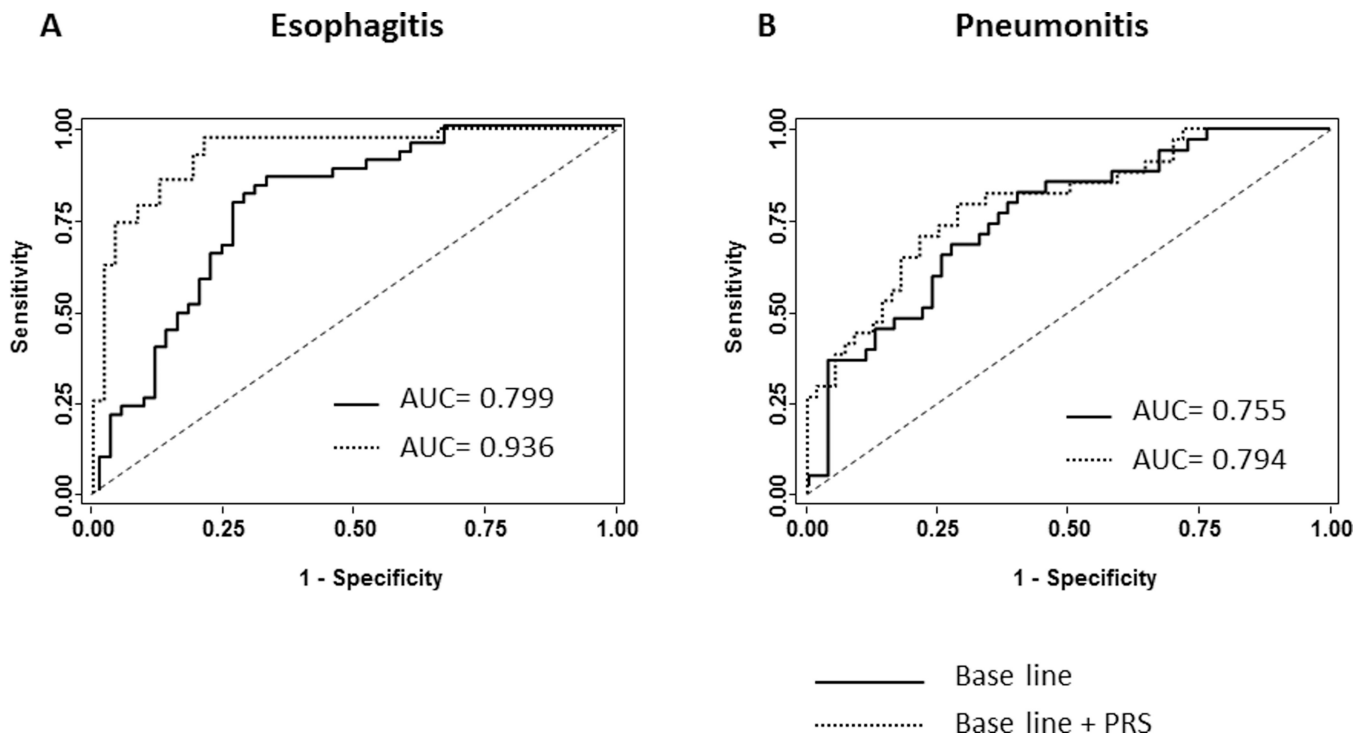 A Esophagitis
Sensitivity
1.00
0.75
0.50
0.25
0.00
AUC= 0.799
AUC= 0.936
0.00 0.25 0.50 0.75 1.00
1 - Specificity
B Pneumonitis
Sensitivity
1.00
0.75
0.50
0.25
0.00
AUC= 0.755
AUC= 0.794
0.00 0.25 0.50 0.75 1.00
1 - Specificity
Base line
Base line + PRS